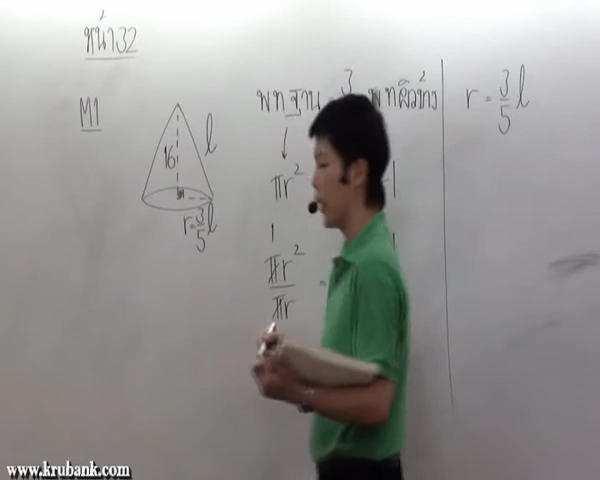 หน้า32
M1
16
l
r=3/5 l
พทฐาน 3 พทผิวข้าง
πr²
1
πr²
πr
=
r = 3/5 l
www.krubank.com